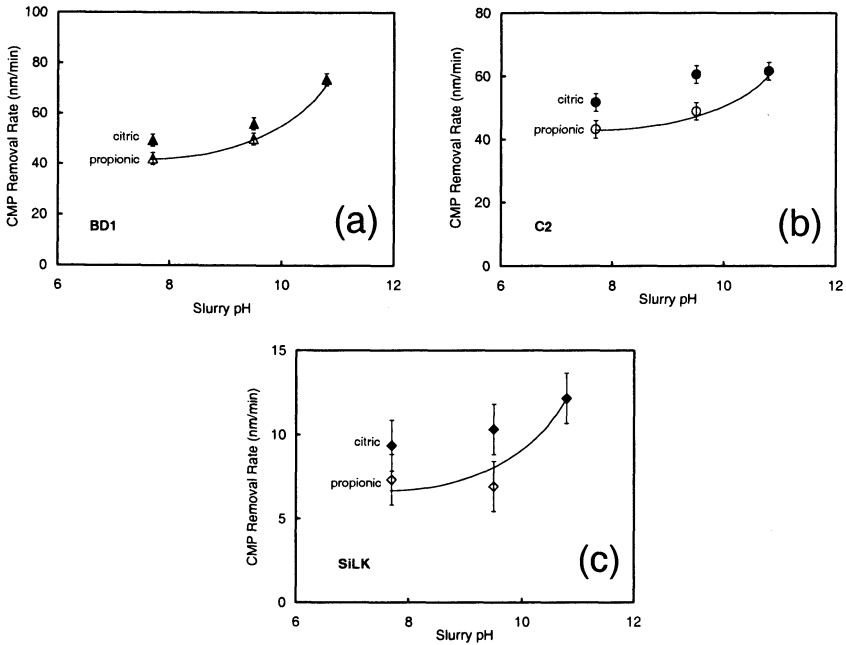 100
80
60
40
20
0
CMP Removal Rate (nm/min)
citric
propionic
BD1
(a)
6
8
10
12
Slurry pH
80
60
40
20
0
CMP Removal Rate (nm/min)
citric
propionic
C2
(b)
6
8
10
12
Slurry pH
15
10
5
0
CMP Removal Rate (nm/min)
citric
propionic
SiLK
(c)
6
8
10
12
Slurry pH